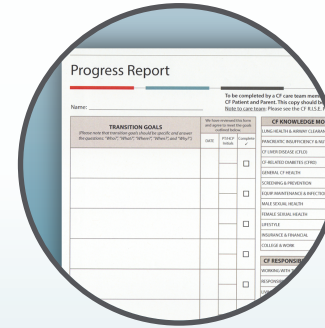 Progress Report
To be completed by a CF care team
CF Patient and Parent. This copy should b
Name:
Note to care team: Please see the CF R.I.S.E.
TRANSITION GOALS
(Please note that transition goals should be specific and answer
the questions, "Who?", "What?", "Where?", "When?", and "Why?")
We have reviewed this form
and agree to meet the goals
outlined below.
DATE
PT/HCP
Initials
Complete
✓
CF KNOWLEDGE MO
LUNG HEALTH & AIRWAY CLEARAN
PANCREATIC INSUFFICIENCY & NU
CF LIVER DISEASE (CFLD)
CF-RELATED DIABETES (CFRD)
GENERAL CF HEALTH
SCREENING & PREVENTION
EQUIP MAINTENANCE & INFECTIO
MALE SEXUAL HEALTH
FEMALE SEXUAL HEALTH
LIFESTYLE
INSURANCE & FINANCIAL
COLLEGE & WORK
CF RESPONSIB
WORKING WITH
RESPONSI